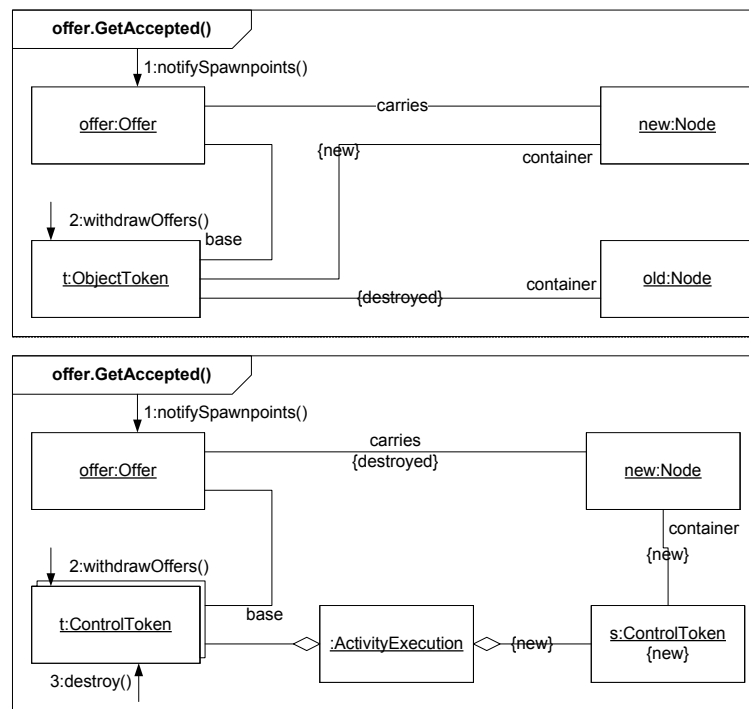 offer.GetAccepted()
1:notifySpawnpoints()
offer:Offer
carries
new:Node
{new}
container
2:withdrawOffers()
base
t:ObjectToken
container
old:Node
{destroyed}
offer.GetAccepted()
1:notifySpawnpoints()
carries
offer:Offer
{destroyed}
new:Node
container
{new}
2:withdrawOffers()
base
t:ControlToken
:ActivityExecution
{new}
s:ControlToken
{new}
3:destroy()